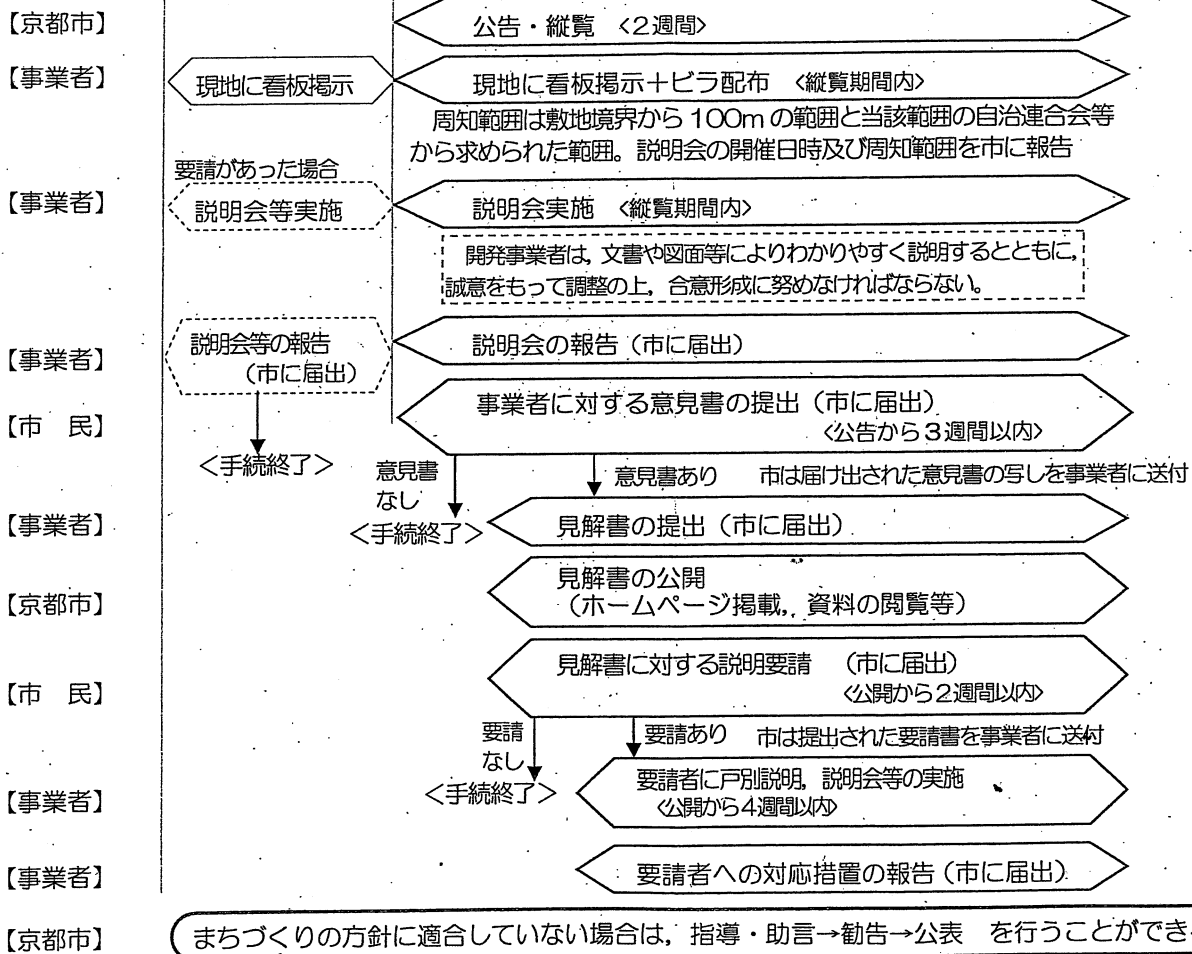 【京都市】
公告・縦覧 <2週間>
【事業者】
現地に看板掲示
現地に看板掲示+ビラ配布 <縦覧期間内>
周知範囲は敷地境界から100mの範囲と当該範囲の自治連合会等
から求められた範囲。説明会の開催日時及び周知範囲を市に報告
要請があった場合
【事業者】
説明会等実施
説明会実施 <縦覧期間内>
開発事業者は,文書や図面等によりわかりやすく説明するとともに,
誠意をもって調整の上,合意形成に努めなければならない。
【事業者】
説明会等の報告
(市に届出)
説明会の報告(市に届出)
【市 民】
事業者に対する意見書の提出(市に届出)
<公告から3週間以内>
<手続終了>
意見書
なし
<手続終了>
意見書あり 市は届け出された意見書の写しを事業者に送付
【事業者】
見解書の提出(市に届出)
【京都市】
見解書の公開
(ホームページ掲載,資料の閲覧等)
【市 民】
見解書に対する説明要請 (市に届出)
<公開から2週間以内>
要請
なし
<手続終了>
要請あり 市は提出された要請書を事業者に送付
【事業者】
要請者に戸別説明,説明会等の実施
<公開から4週間以内>
【事業者】
要請者への対応措置の報告(市に届出)
【京都市】
まちづくりの方針に適合していない場合は,指導・助言→勧告→公表 を行うことができ